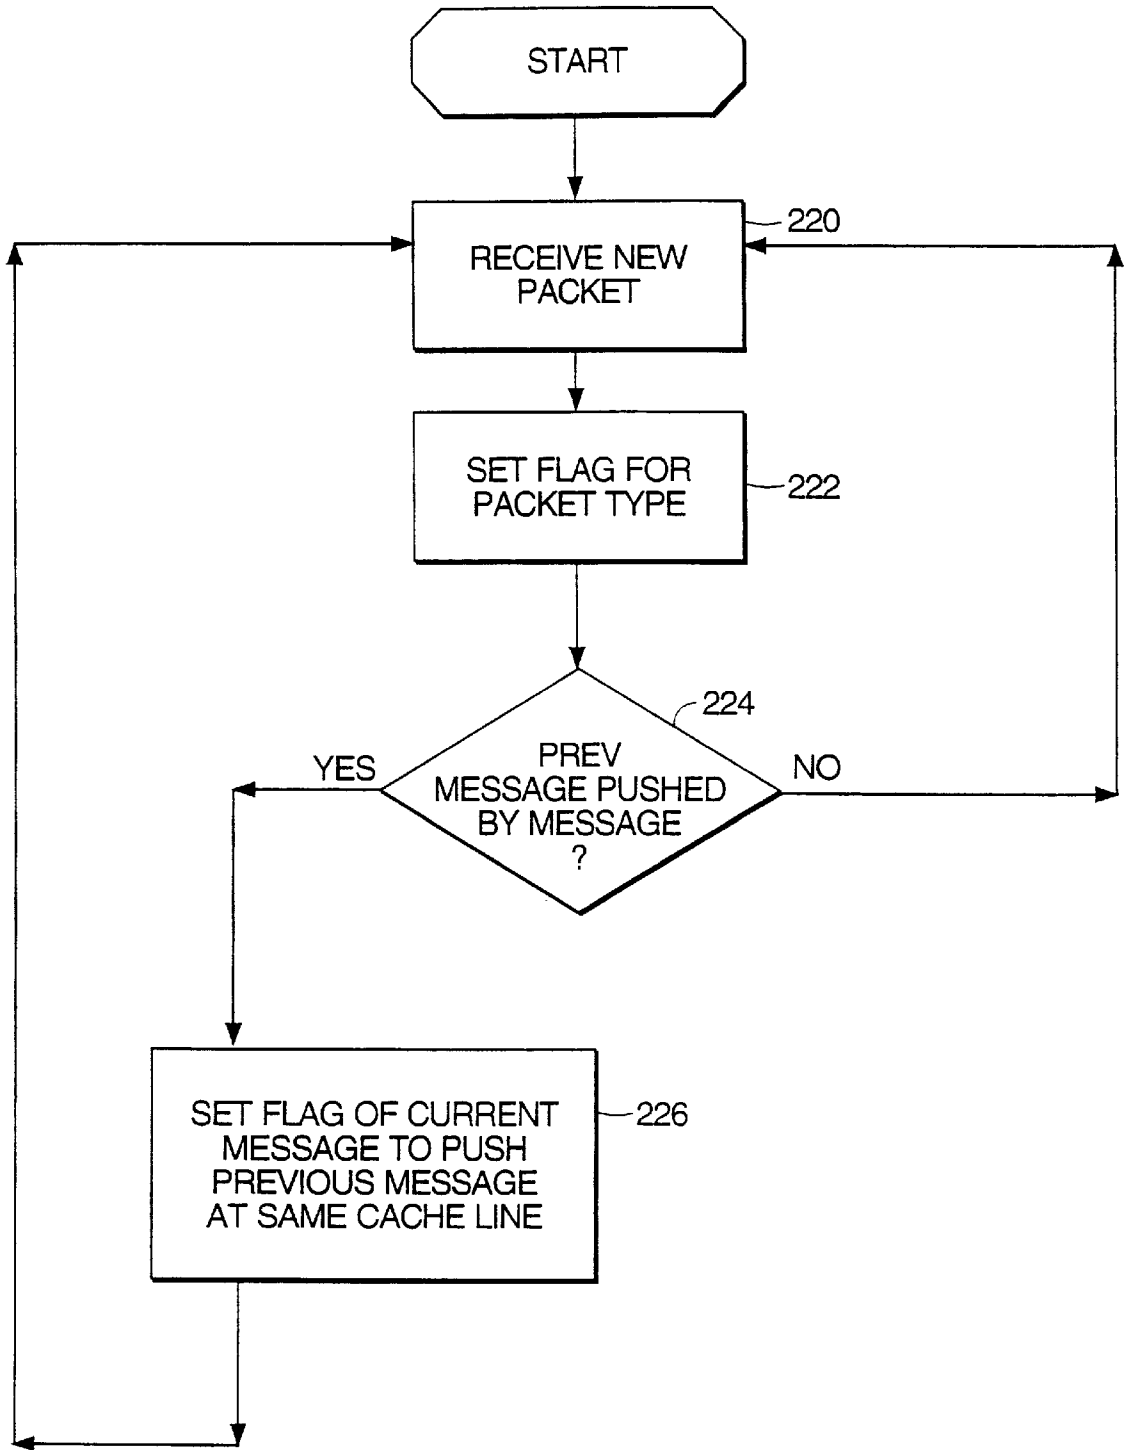 START
220
RECEIVE NEW
PACKET
SET FLAG FOR
PACKET TYPE
222
224
YES
PREV
MESSAGE PUSHED
BY MESSAGE
?
NO
SET FLAG OF CURRENT
MESSAGE TO PUSH
PREVIOUS MESSAGE
AT SAME CACHE LINE
226